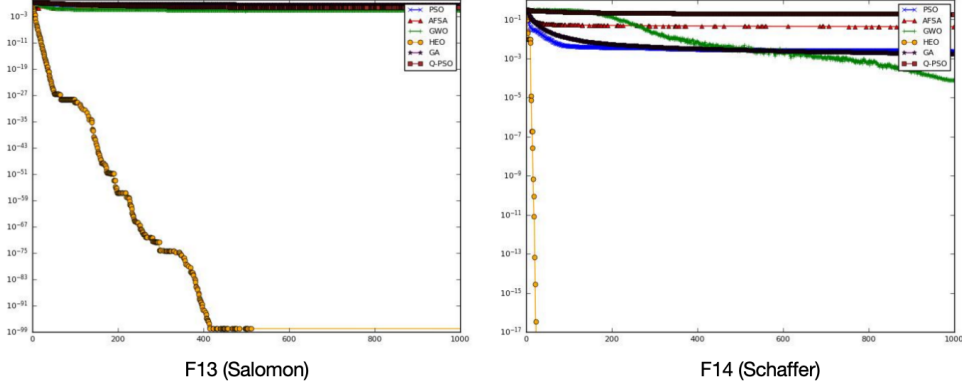 10^-3
10^-11
10^-19
10^-27
10^-35
10^-43
10^-51
10^-59
10^-67
10^-75
10^-83
10^-91
10^-99
0 200 400 600 800 1000
PSO
AFSA
GWO
HEO
GA
Q-PSO
F13 (Salomon)
10^-1
10^-3
10^-5
10^-7
10^-9
10^-11
10^-13
10^-15
10^-17
0 200 400 600 800 1000
PSO
AFSA
GWO
HEO
GA
Q-PSO
F14 (Schaffer)